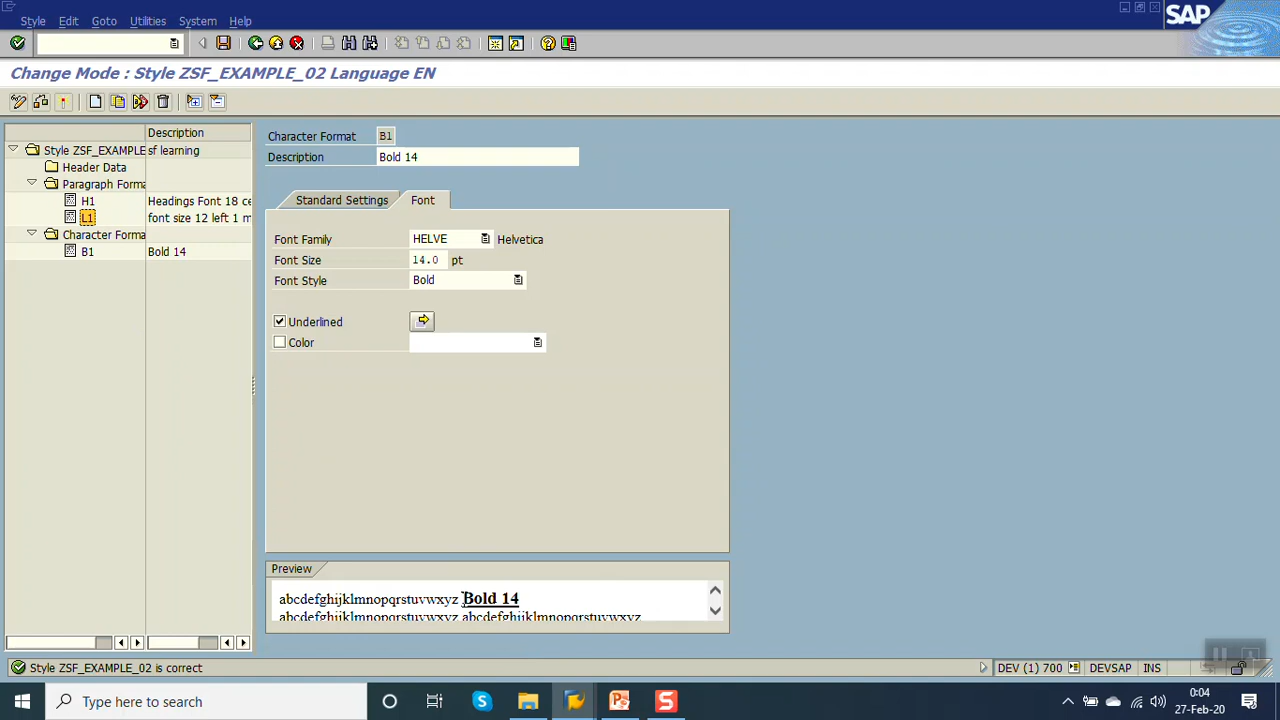 Style Edit Goto Utilities System Help
SAP
Change Mode : Style ZSF_EXAMPLE_02 Language EN
Description
Style ZSF_EXAMPLE sf learning
Header Data
Paragraph Forma
H1 Headings Font 18 ce
L1 font size 12 left 1 m
Character Forma
B1 Bold 14
Character Format B1
Description Bold 14
Standard Settings Font
Font Family HELVE Helvetica
Font Size 14.0 pt
Font Style Bold
Underlined
Color
Preview
abcdefghijklmnopqrstuvwxyz Bold 14
abcdefghijklmnopqrstuvwxyz abcdefghijklmnopqrstuvwxyz
Style ZSF_EXAMPLE_02 is correct DEV (1) 700 DEVSAP INS
Type here to search
0:04
27-Feb-20